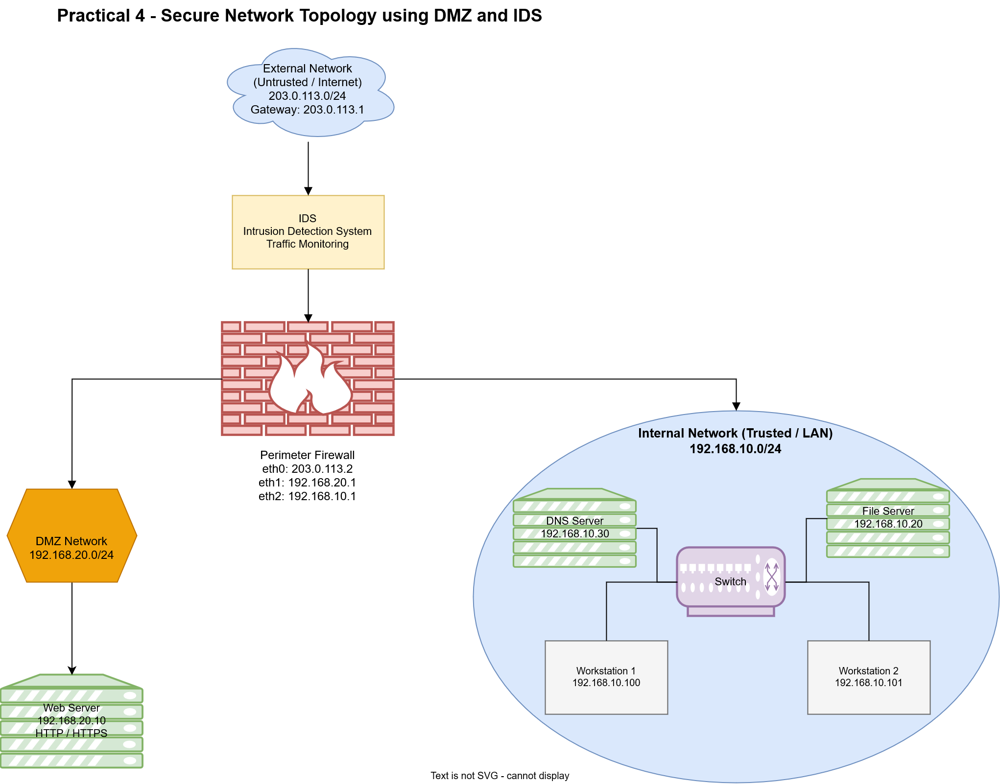 Practical 4 - Secure Network Topology using DMZ and IDS
External Network
(Untrusted / Internet)
203.0.113.0/24
Gateway: 203.0.113.1
IDS
Intrusion Detection System
Traffic Monitoring
Perimeter Firewall
eth0: 203.0.113.2
eth1: 192.168.20.1
eth2: 192.168.10.1
DMZ Network
192.168.20.0/24
Web Server
192.168.20.10
HTTP / HTTPS
Internal Network (Trusted / LAN)
192.168.10.0/24
DNS Server
192.168.10.30
File Server
192.168.10.20
Switch
Workstation 1
192.168.10.100
Workstation 2
192.168.10.101
Text is not SVG - cannot display